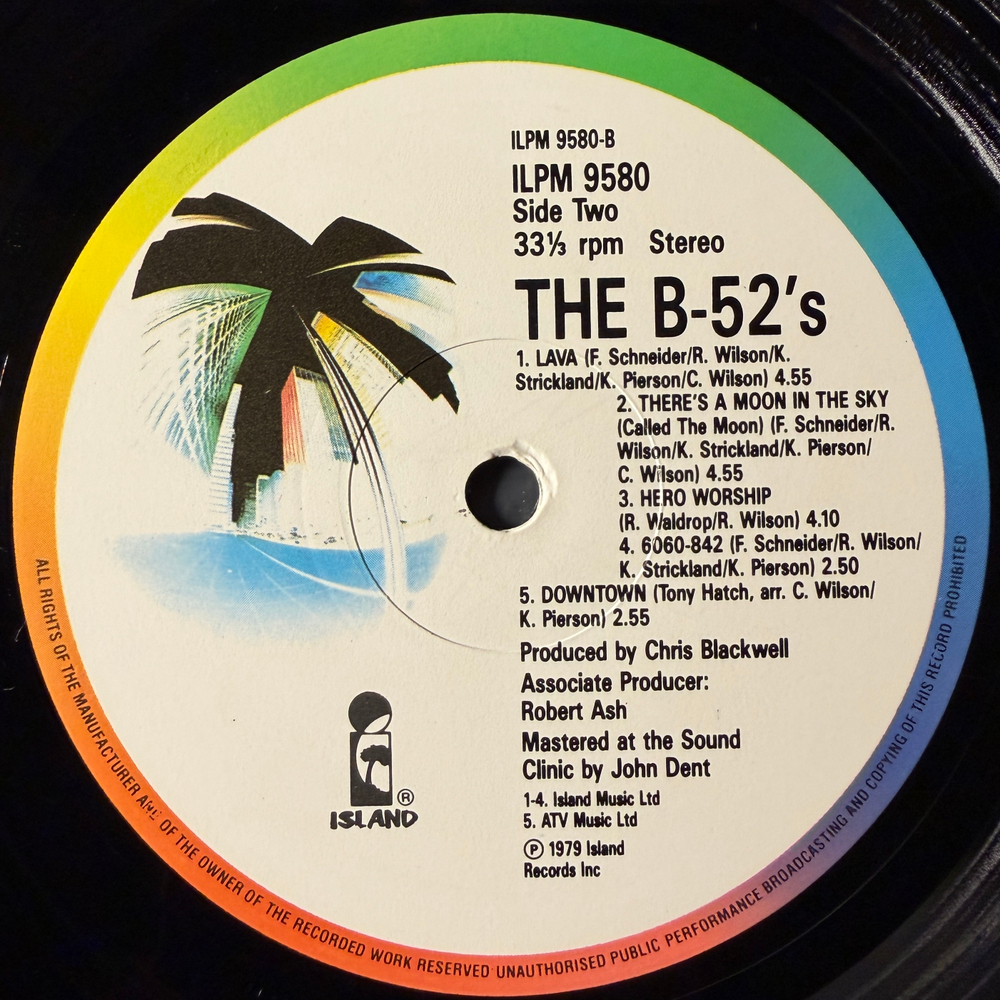 ILPM 9580-B
ILPM 9580
Side Two
33⅓ rpm Stereo
THE B-52's
1. LAVA (F. Schneider/R. Wilson/K.
Strickland/K. Pierson/C. Wilson) 4.55
2. THERE'S A MOON IN THE SKY
(Called The Moon) (F. Schneider/R.
Wilson/K. Strickland/K. Pierson/
C. Wilson) 4.55
3. HERO WORSHIP
(R. Waldrop/R. Wilson) 4.10
4. 6060-842 (F. Schneider/R. Wilson/
K. Strickland/K. Pierson) 2.50
5. DOWNTOWN (Tony Hatch, arr. C. Wilson/
K. Pierson) 2.55
Produced by Chris Blackwell
Associate Producer:
Robert Ash
Mastered at the Sound
Clinic by John Dent
1-4. Island Music Ltd
5. ATV Music Ltd
Ⓟ 1979 Island
Records Inc
ISLAND ®
ALL RIGHTS OF THE MANUFACTURER AND OF THE OWNER OF THE RECORDED WORK RESERVED UNAUTHORISED PUBLIC PERFORMANCE BROADCASTING AND COPYING OF THIS RECORD PROHIBITED